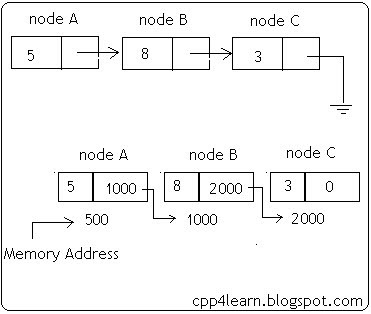 node A node B node C
5 8 3
node A node B node C
5 1000 8 2000 3 0
500 1000 2000
Memory Address
cpp4learn.blogspot.com